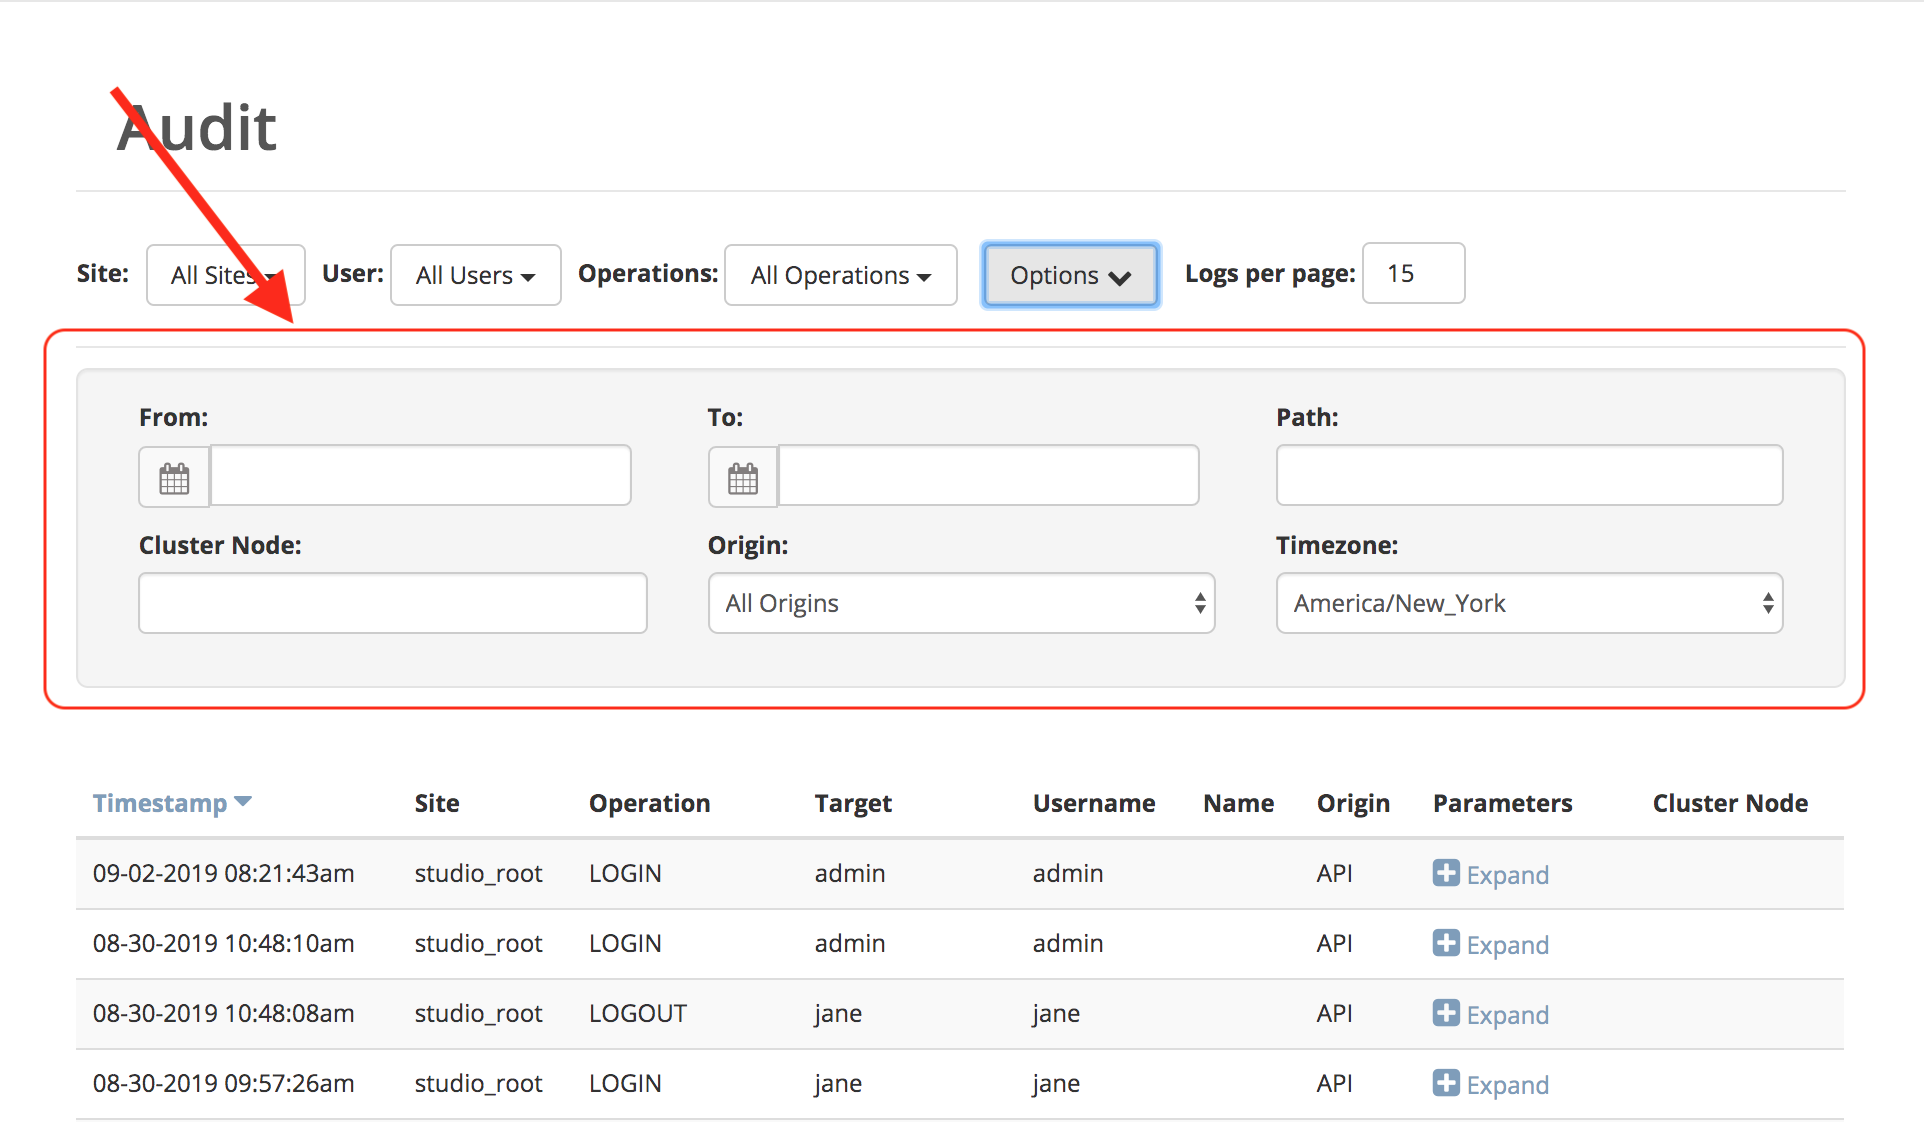 Audit
Site: All Sites User: All Users Operations: All Operations Options Logs per page: 15
From: To: Path:
Cluster Node: Origin: Timezone:
All Origins America/New_York
Timestamp Site Operation Target Username Name Origin Parameters Cluster Node
09-02-2019 08:21:43am studio_root LOGIN admin admin API Expand
08-30-2019 10:48:10am studio_root LOGIN admin admin API Expand
08-30-2019 10:48:08am studio_root LOGOUT jane jane API Expand
08-30-2019 09:57:26am studio_root LOGIN jane jane API Expand